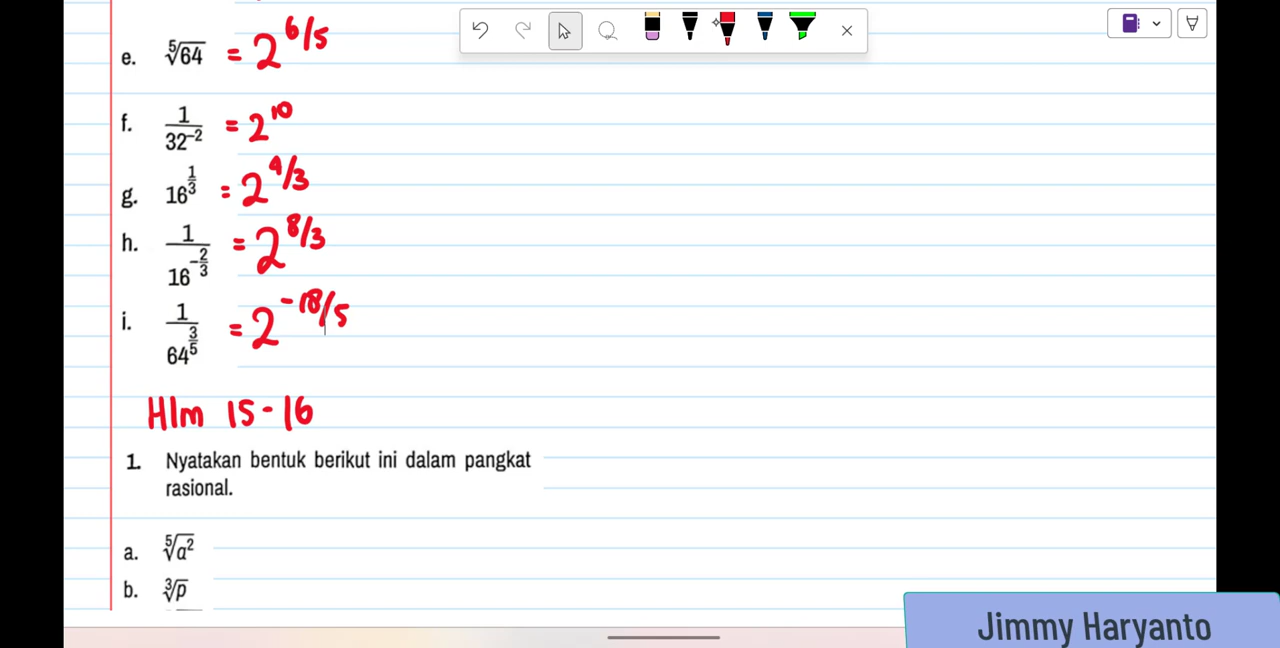 e. ⁵√64 = 2^6/5
f. 1/32⁻² = 2^10
g. 16^1/3 = 2^4/3
h. 1/16^-2/3 = 2^8/3
i. 1/64^3/5 = 2^-18/5
Hlm 15-16
1. Nyatakan bentuk berikut ini dalam pangkat
rasional.
a. ⁵√a²
b. ³√p
Jimmy Haryanto